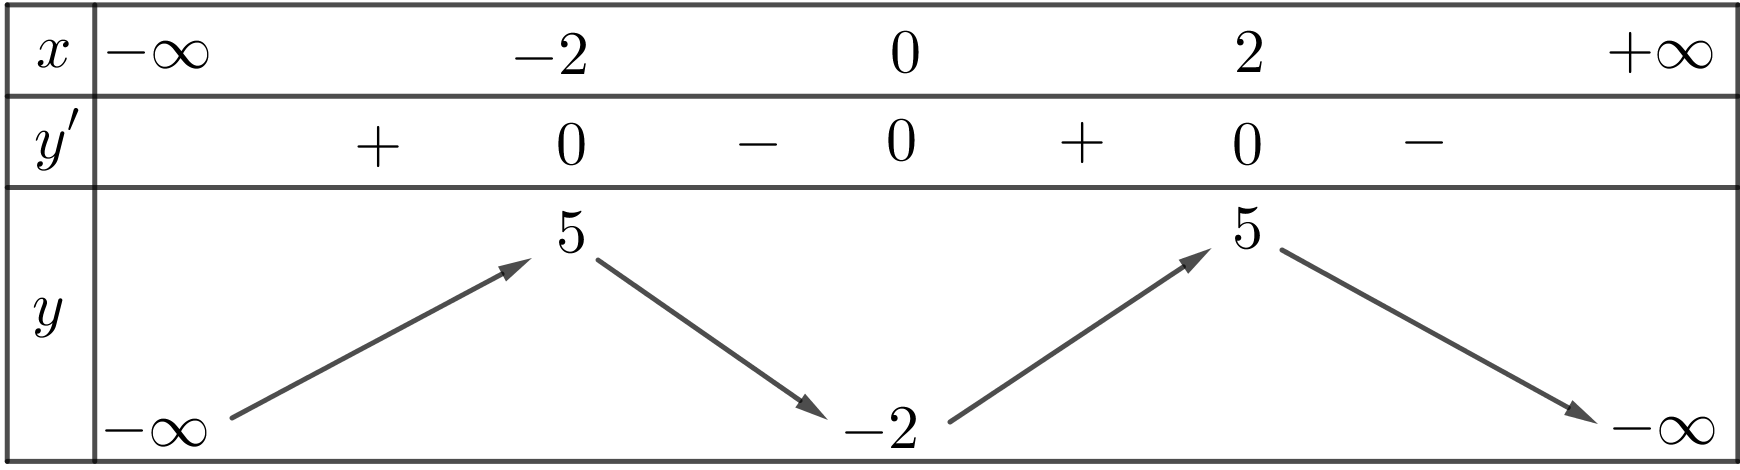 x −∞ −2 0 2 +∞
y′ + 0 − 0 + 0 −
5 5
y
−∞ −2 −∞